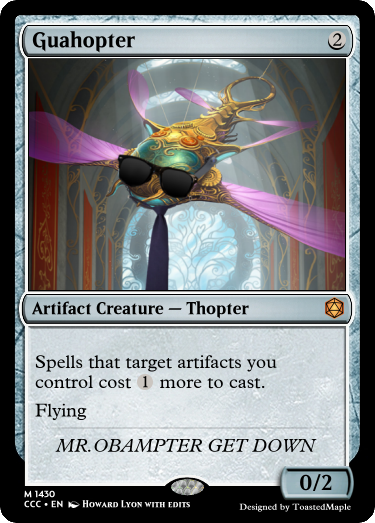 Guahopter 2
Artifact Creature — Thopter
Spells that target artifacts you
control cost 1 more to cast.
Flying
MR.OBAMPTER GET DOWN
0/2
M 1430
CCC • EN Howard Lyon with edits
Designed by ToastedMaple